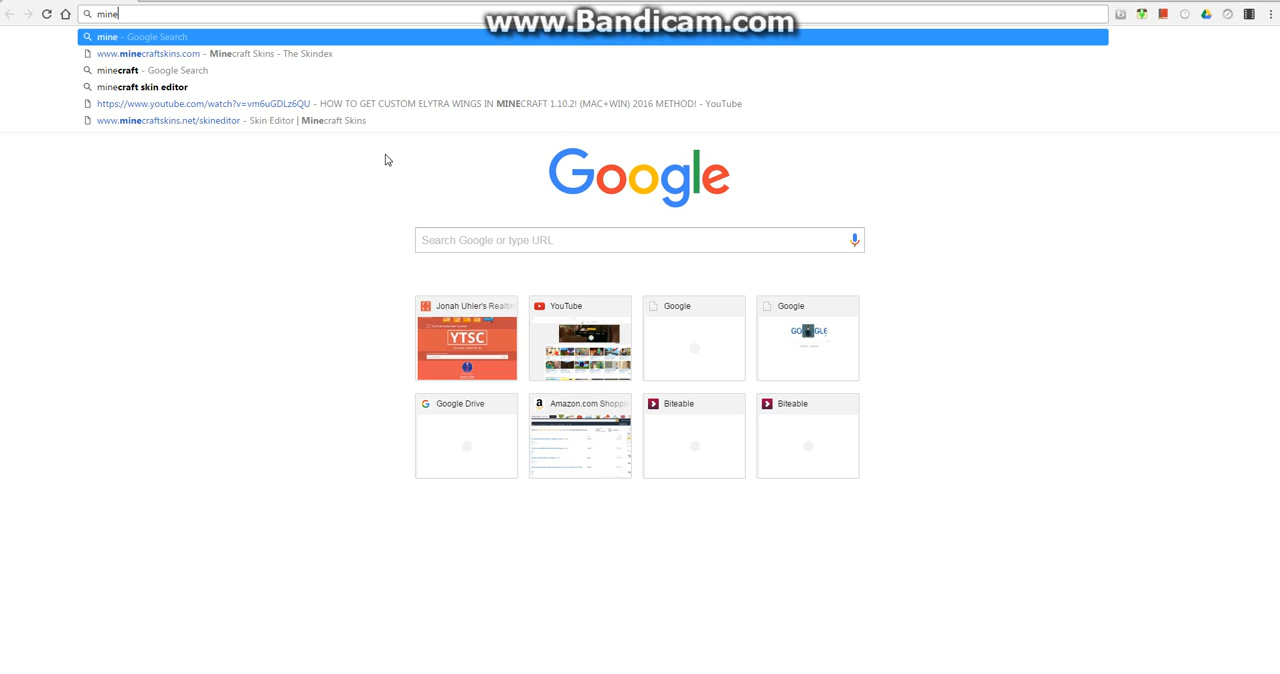 mine
www.Bandicam.com
mine - Google Search
www.minecraftskins.com - Minecraft Skins - The Skindex
minecraft - Google Search
minecraft skin editor
https://www.youtube.com/watch?v=vm6uGDLz6QU - HOW TO GET CUSTOM ELYTRA WINGS IN MINECRAFT 1.10.2! (MAC+WIN) 2016 METHOD! - YouTube
www.minecraftskins.net/skineditor - Skin Editor | Minecraft Skins
Google
Search Google or type URL
Jonah Uhler's Realtim
YouTube
Google
Google
YTSC
Google Drive
Amazon.com Shoppi
Biteable
Biteable